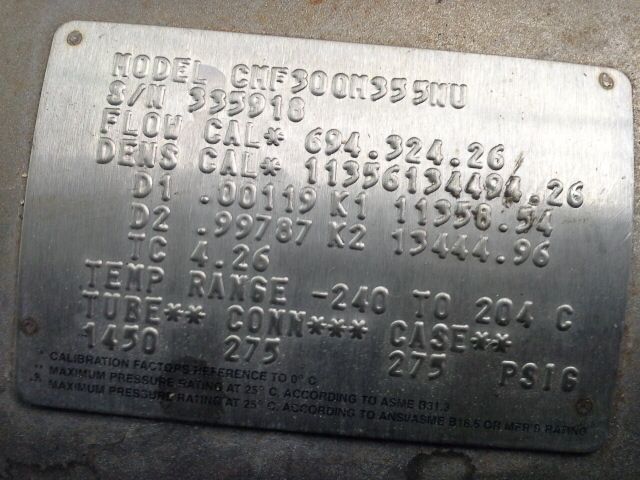 MODEL CMF300M355NU
S/N 335918
FLOW CAL* 694.324.26
DENS CAL* 11356134494.26
D1 .00119 K1 11358.54
D2 .99787 K2 13444.96
TC 4.26
TEMP RANGE -240 TO 204 C
TUBE** CONN*** CASE**
1450 275 275 PSIG
* CALIBRATION FACTORS REFERENCE TO 0° C
** MAXIMUM PRESSURE RATING AT 25° C, ACCORDING TO ASME B31.3
*** MAXIMUM PRESSURE RATING AT 25° C, ACCORDING TO ANSI/ASME B16.5 OR MFR'S RATING